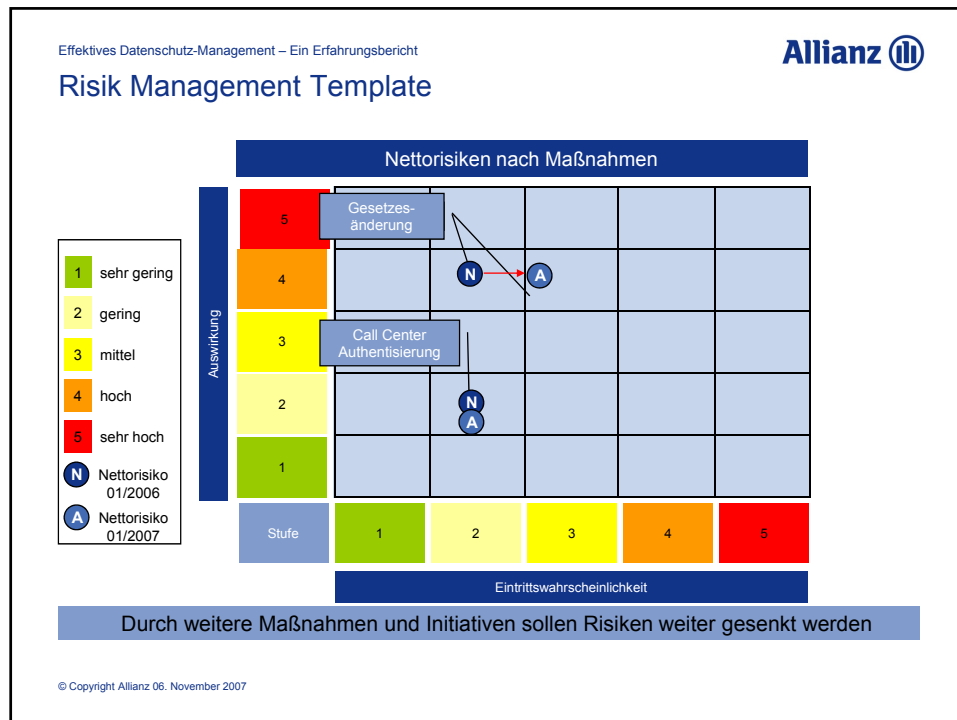 Effektives Datenschutz-Management – Ein Erfahrungsbericht
Allianz
Risik Management Template
Nettorisiken nach Maßnahmen
Auswirkung
5
4
3
2
1
Gesetzes-
änderung
N
A
Call Center
Authentisierung
N
A
1 sehr gering
2 gering
3 mittel
4 hoch
5 sehr hoch
N Nettorisiko
01/2006
A Nettorisiko
01/2007
Stufe
1
2
3
4
5
Eintrittswahrscheinlichkeit
Durch weitere Maßnahmen und Initiativen sollen Risiken weiter gesenkt werden
© Copyright Allianz 06. November 2007